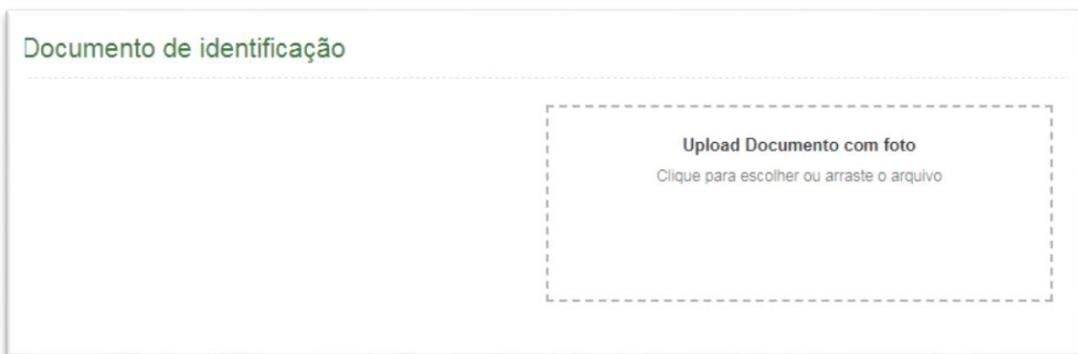 Documento de identificação
Upload Documento com foto
Clique para escolher ou arraste o arquivo